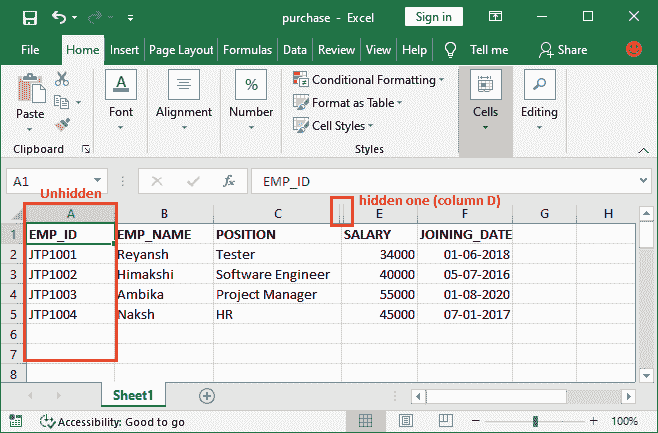 purchase - Excel
Sign in
File Home Insert Page Layout Formulas Data Review View Help Tell me Share
Paste
Clipboard
Font
Alignment
%
Number
Conditional Formatting
Format as Table
Cell Styles
Styles
Cells
Editing
A1 fx EMP_ID
Unhidden
hidden one (column D)
A B C E F G H
1 EMP_ID EMP_NAME POSITION SALARY JOINING_DATE
2 JTP1001 Reyansh Tester 34000 01-06-2018
3 JTP1002 Himakshi Software Engineer 40000 05-07-2016
4 JTP1003 Ambika Project Manager 55000 01-08-2020
5 JTP1004 Naksh HR 45000 07-01-2017
6
7
8
Sheet1
Accessibility: Good to go
100%